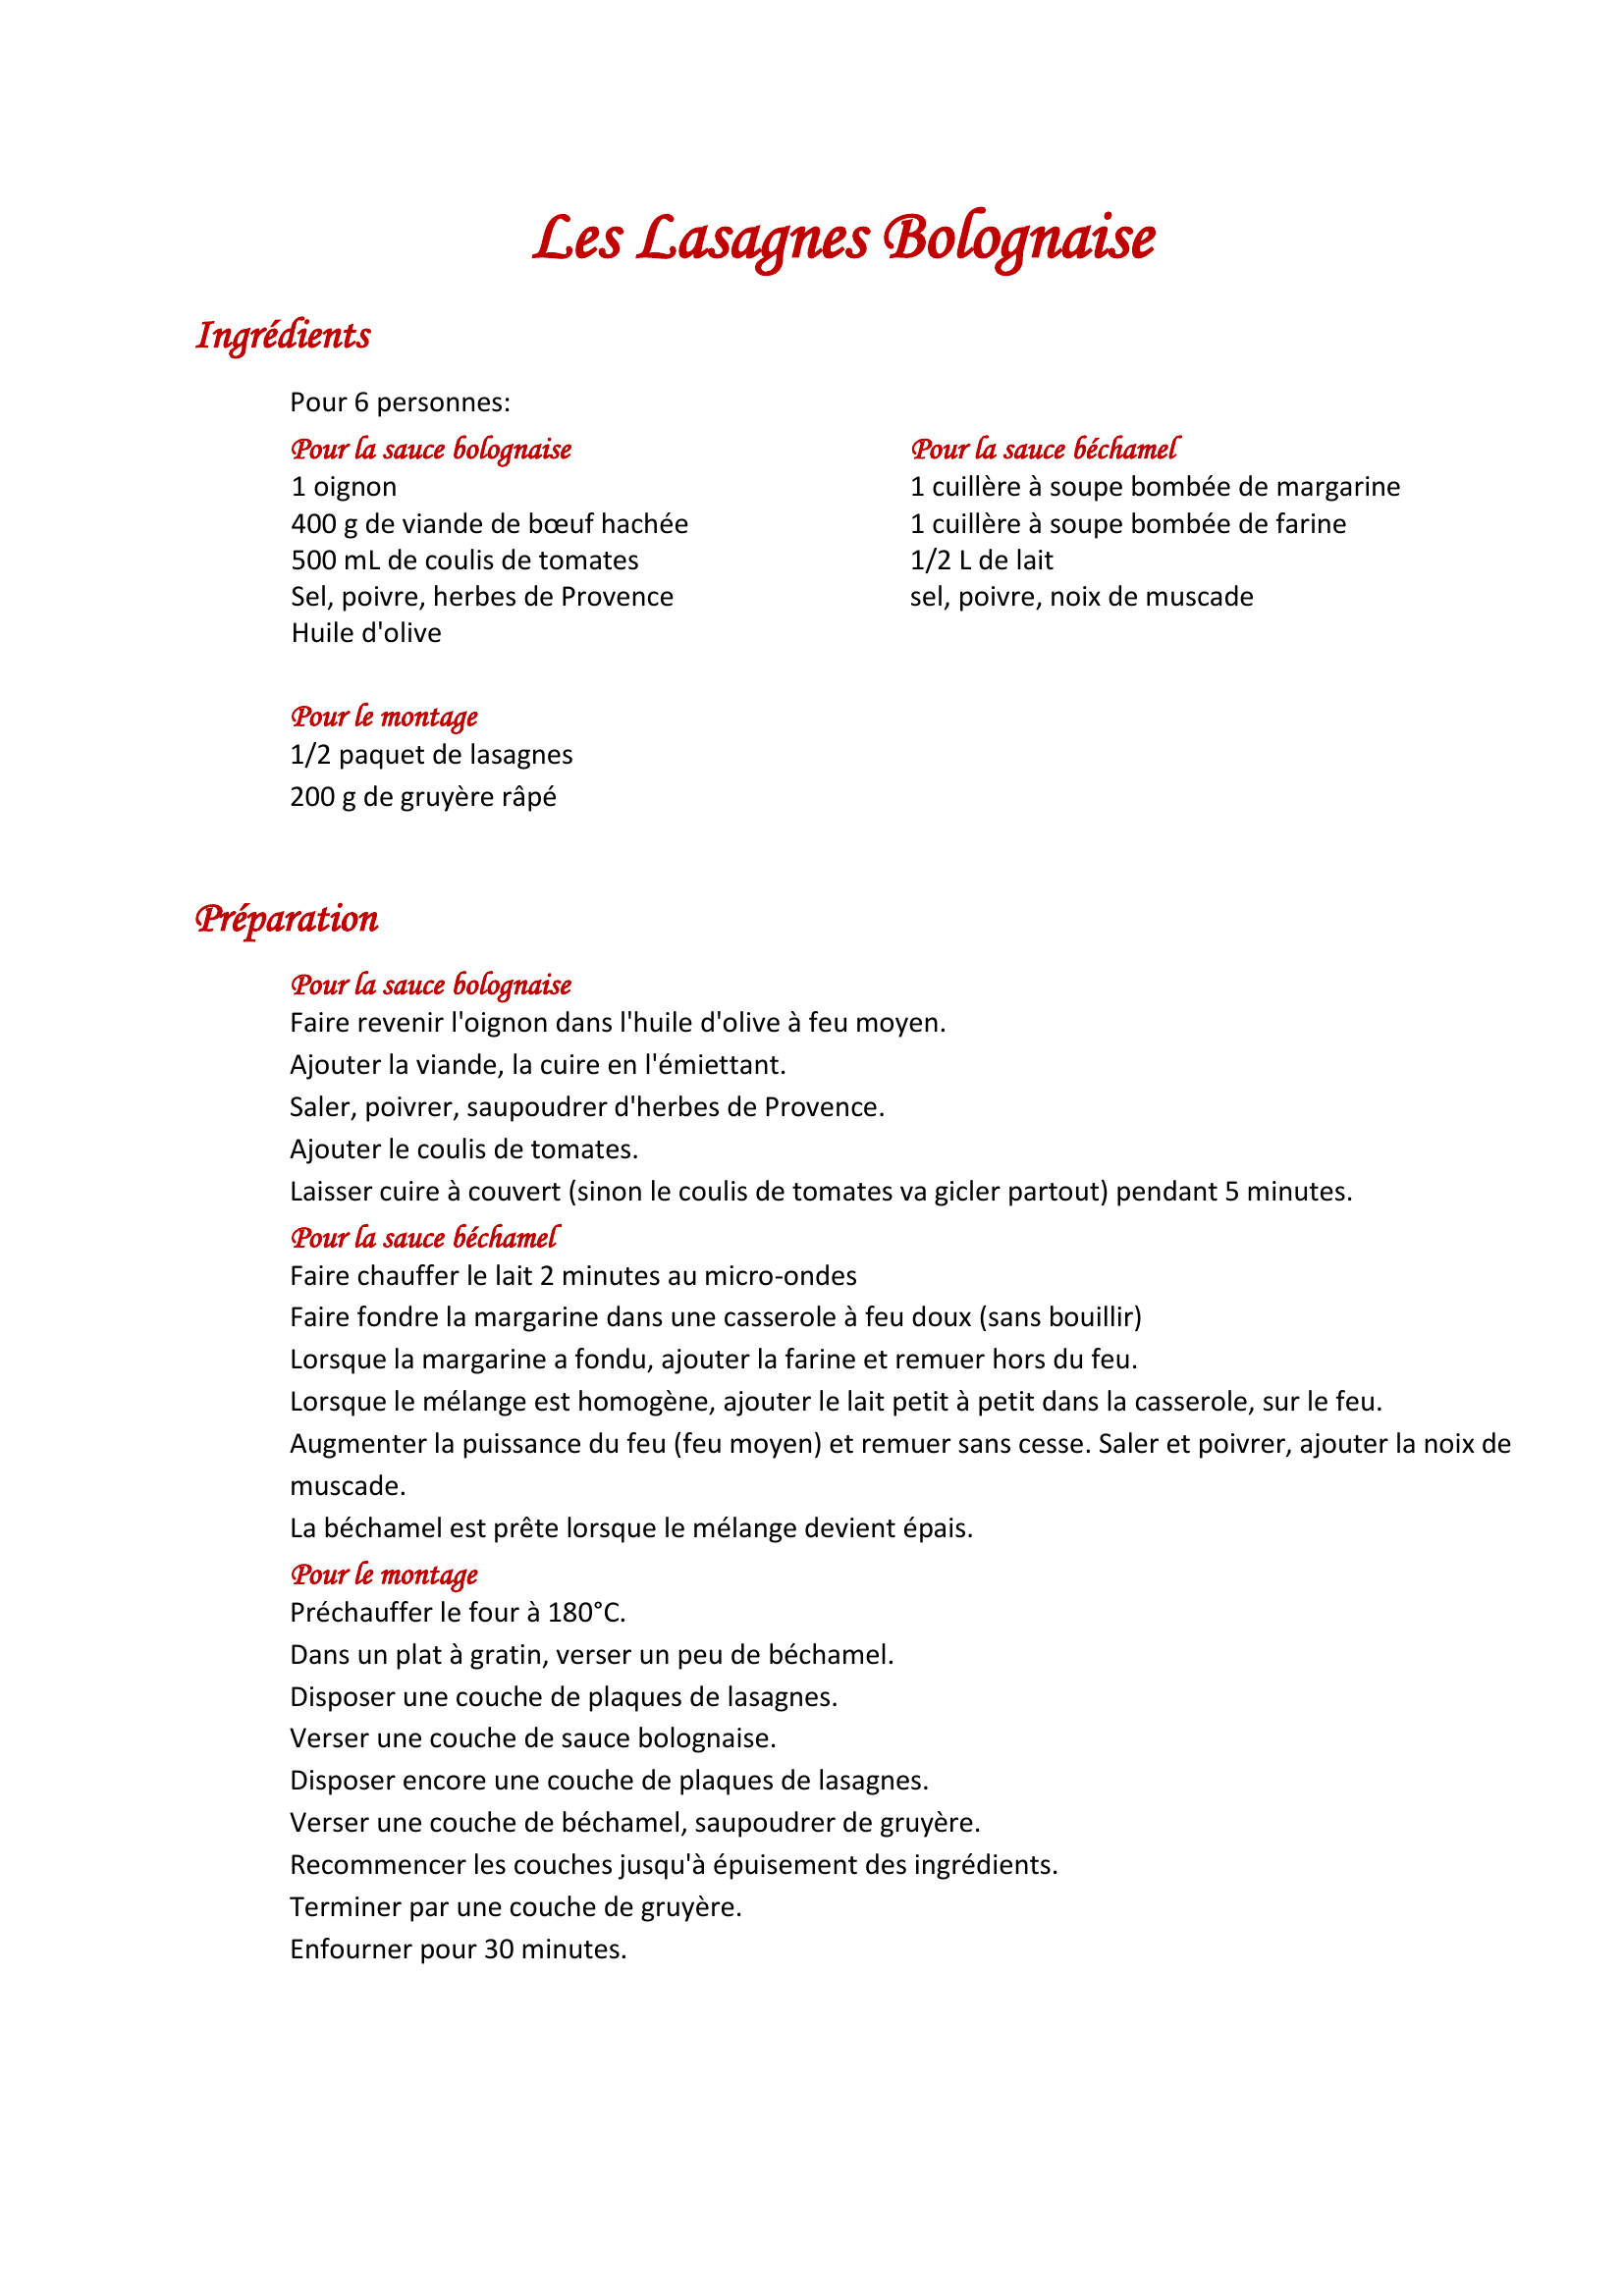 Les Lasagnes Bolognaise
Ingrédients
Pour 6 personnes:
Pour la sauce bolognaise
1 oignon
400 g de viande de bœuf hachée
500 mL de coulis de tomates
Sel, poivre, herbes de Provence
Huile d'olive
Pour la sauce béchamel
1 cuillère à soupe bombée de margarine
1 cuillère à soupe bombée de farine
1/2 L de lait
sel, poivre, noix de muscade
Pour le montage
1/2 paquet de lasagnes
200 g de gruyère râpé
Préparation
Pour la sauce bolognaise
Faire revenir l'oignon dans l'huile d'olive à feu moyen.
Ajouter la viande, la cuire en l'émiettant.
Saler, poivrer, saupoudrer d'herbes de Provence.
Ajouter le coulis de tomates.
Laisser cuire à couvert (sinon le coulis de tomates va gicler partout) pendant 5 minutes.
Pour la sauce béchamel
Faire chauffer le lait 2 minutes au micro-ondes
Faire fondre la margarine dans une casserole à feu doux (sans bouillir)
Lorsque la margarine a fondu, ajouter la farine et remuer hors du feu.
Lorsque le mélange est homogène, ajouter le lait petit à petit dans la casserole, sur le feu.
Augmenter la puissance du feu (feu moyen) et remuer sans cesse. Saler et poivrer, ajouter la noix de
muscade.
La béchamel est prête lorsque le mélange devient épais.
Pour le montage
Préchauffer le four à 180°C.
Dans un plat à gratin, verser un peu de béchamel.
Disposer une couche de plaques de lasagnes.
Verser une couche de sauce bolognaise.
Disposer encore une couche de plaques de lasagnes.
Verser une couche de béchamel, saupoudrer de gruyère.
Recommencer les couches jusqu'à épuisement des ingrédients.
Terminer par une couche de gruyère.
Enfourner pour 30 minutes.